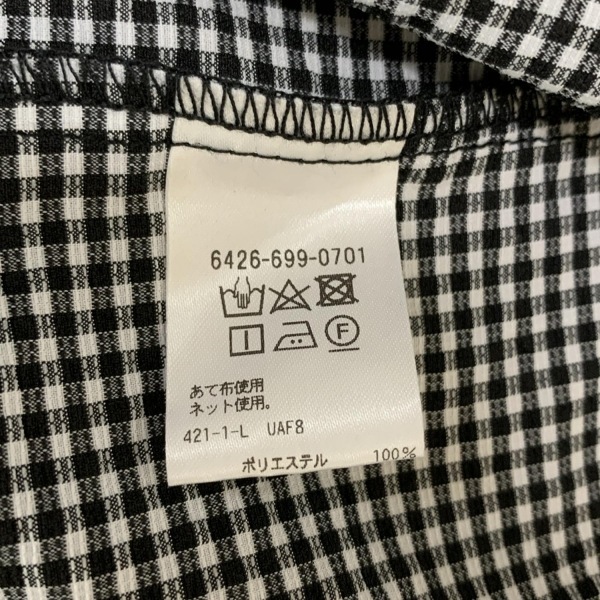 6426-699-0701
F
あて布使用
ネット使用。
421-1-L UAF8
ポリエステル 100%